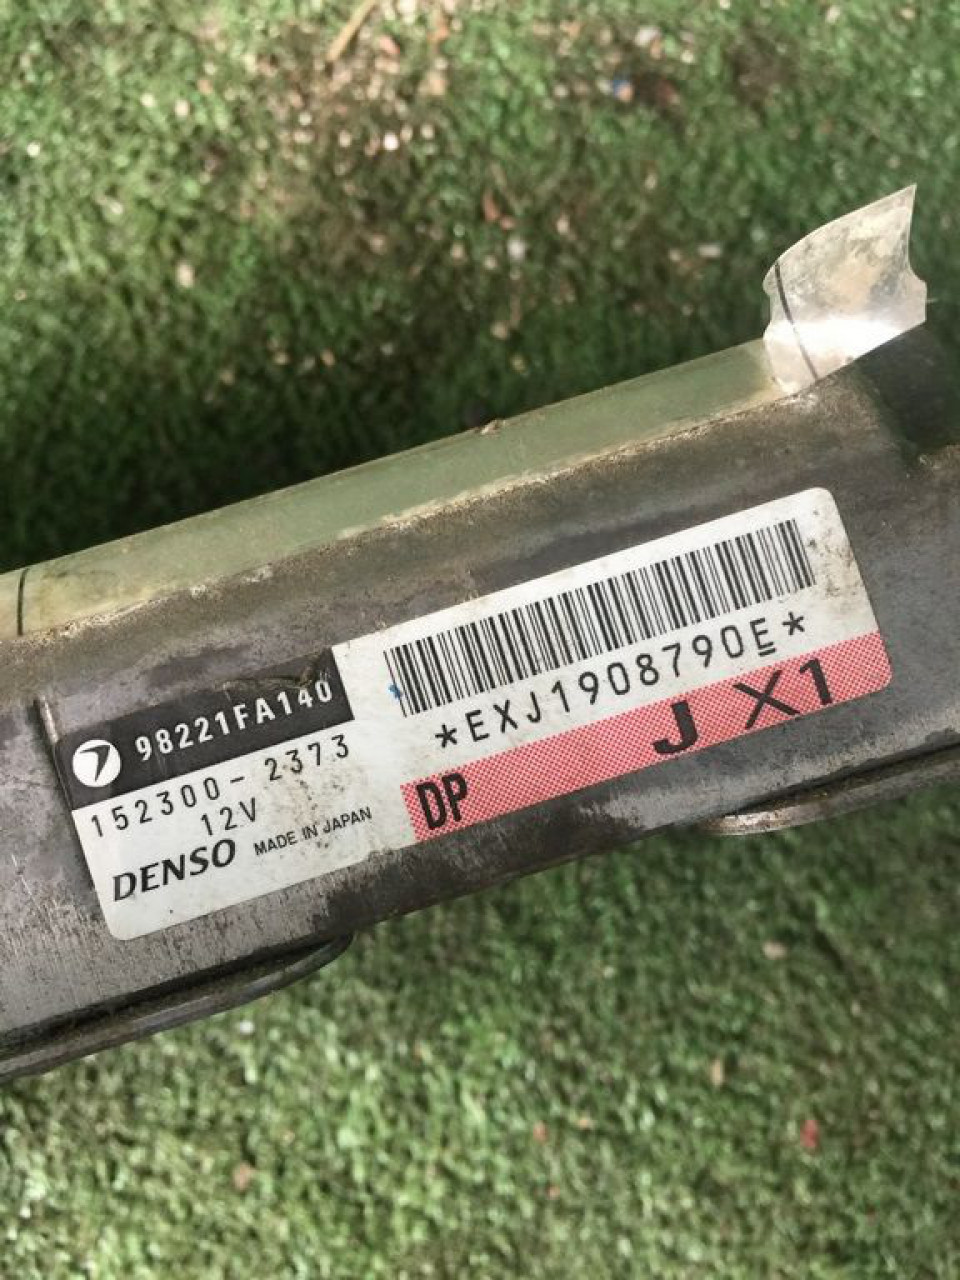 98221FA140
152300-2373
12V
DENSO MADE IN JAPAN
*EXJ1908790E*
DP J X1